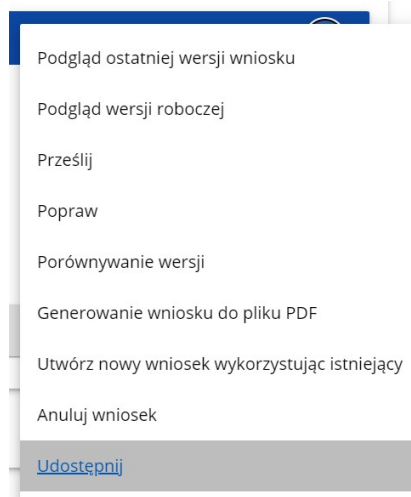 Podgląd ostatniej wersji wniosku
Podgląd wersji roboczej
Prześlij
Popraw
Porównywanie wersji
Generowanie wniosku do pliku PDF
Utwórz nowy wniosek wykorzystując istniejący
Anuluj wniosek
Udostępnij